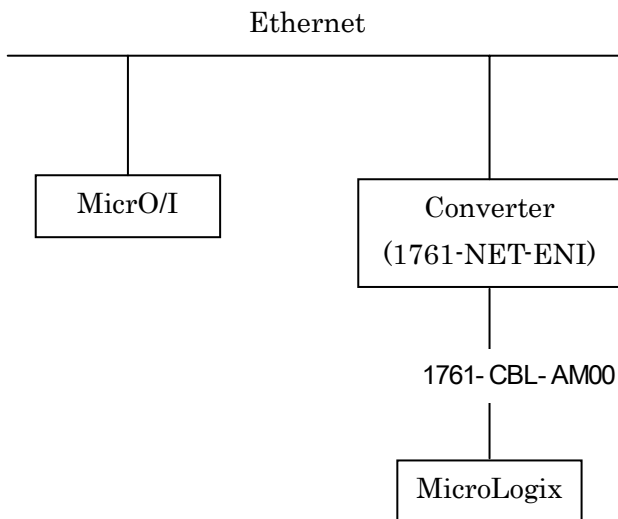 Ethernet
MicrO/I
Converter
(1761-NET-ENI)
1761-CBL-AM00
MicroLogix